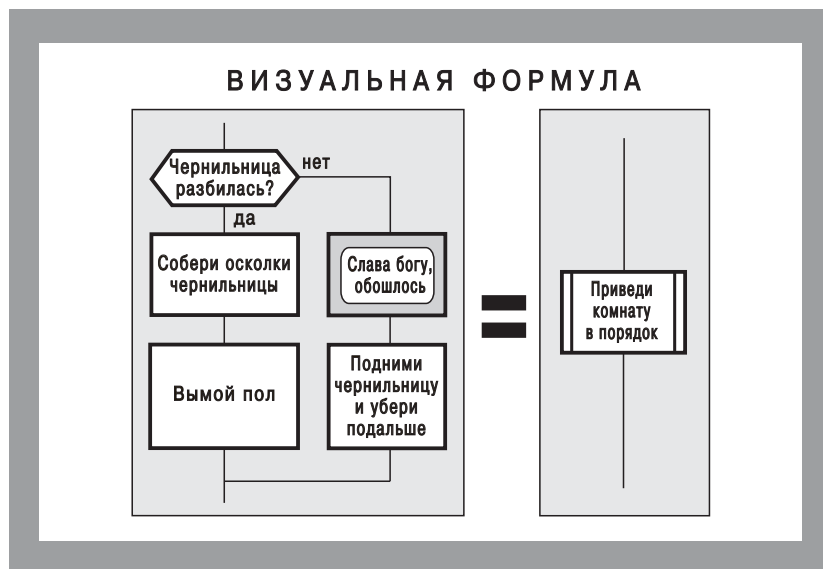 ВИЗУАЛЬНАЯ ФОРМУЛА
Чернильница
разбилась?
нет
да
Собери осколки
чернильницы
Слава богу,
обошлось
Вымой пол
Подними
чернильницу
и убери
подальше
Приведи
комнату
в порядок